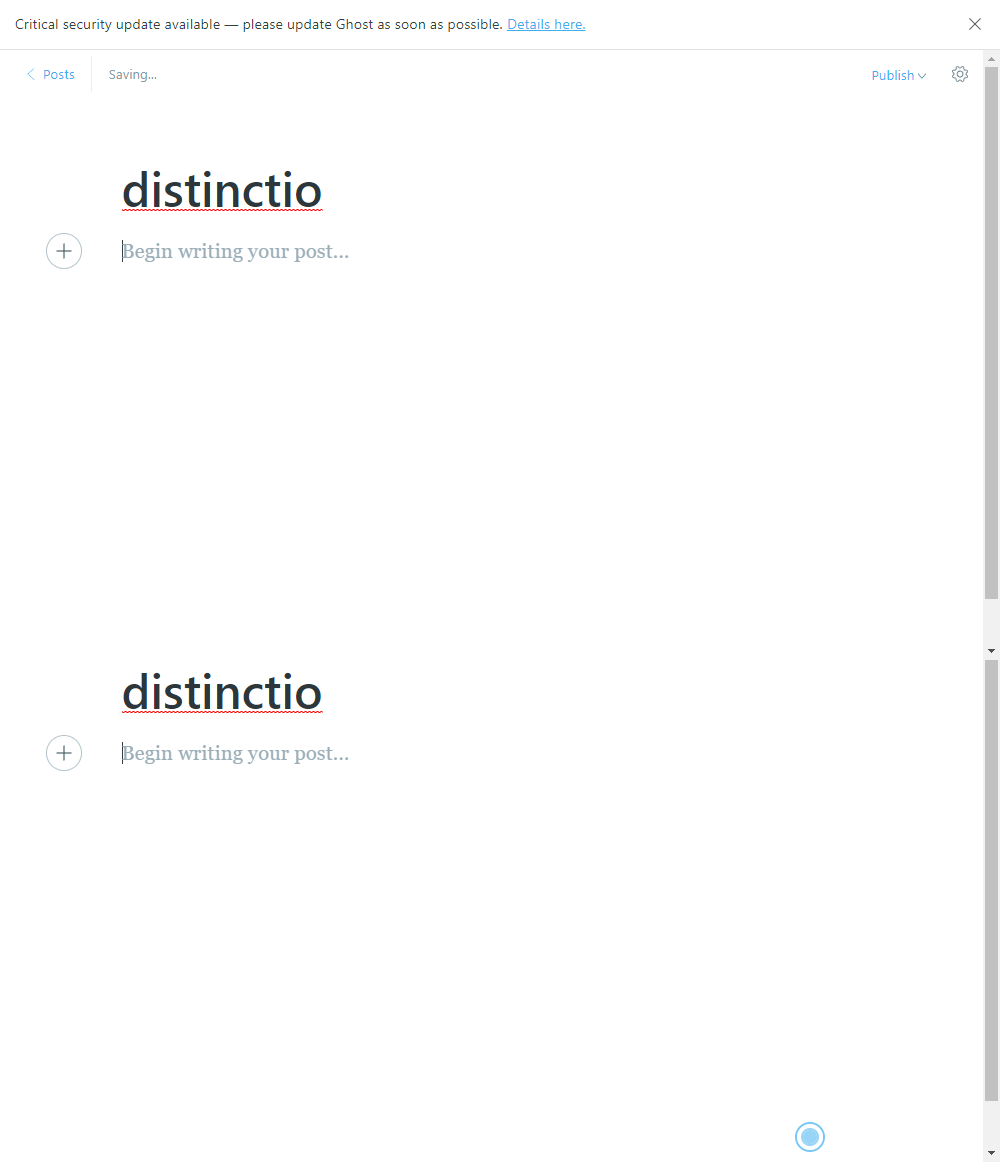 Critical security update available — please update Ghost as soon as possible. Details here.
Posts
Saving...
Publish
distinctio
Begin writing your post...
distinctio
Begin writing your post...